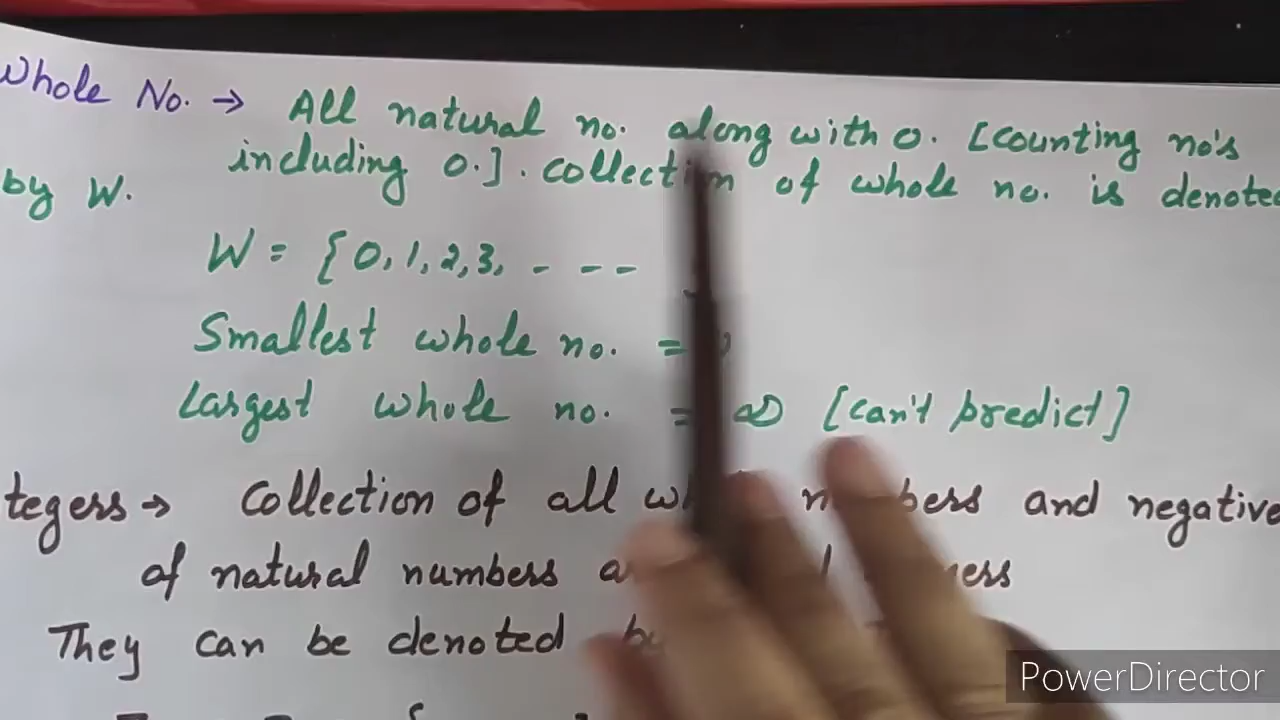 Whole No. → All natural no. along with 0. [counting no's
including 0.]. collection of whole no. is denoted
by W.
W = {0, 1, 2, 3, - - -
Smallest whole no. =
Largest whole no. = ∞ [can't predict]
tegers → Collection of all numbers and negative
of natural numbers
They can be denoted
PowerDirector